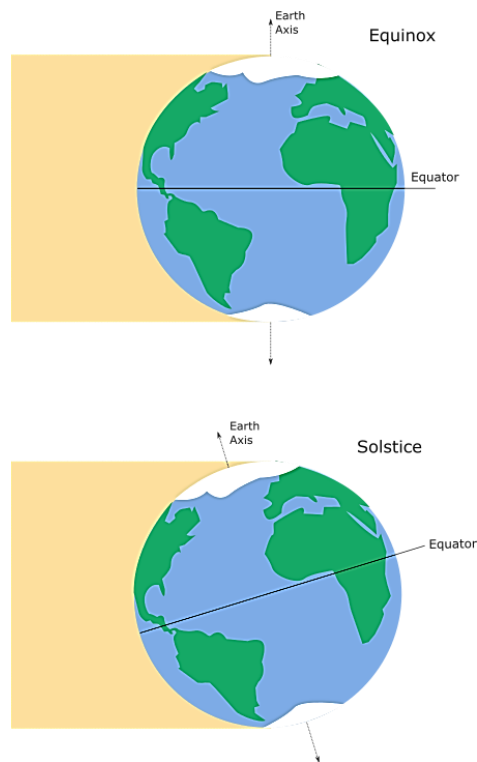 Earth
Axis
Equinox
Equator
Earth
Axis
Solstice
Equator